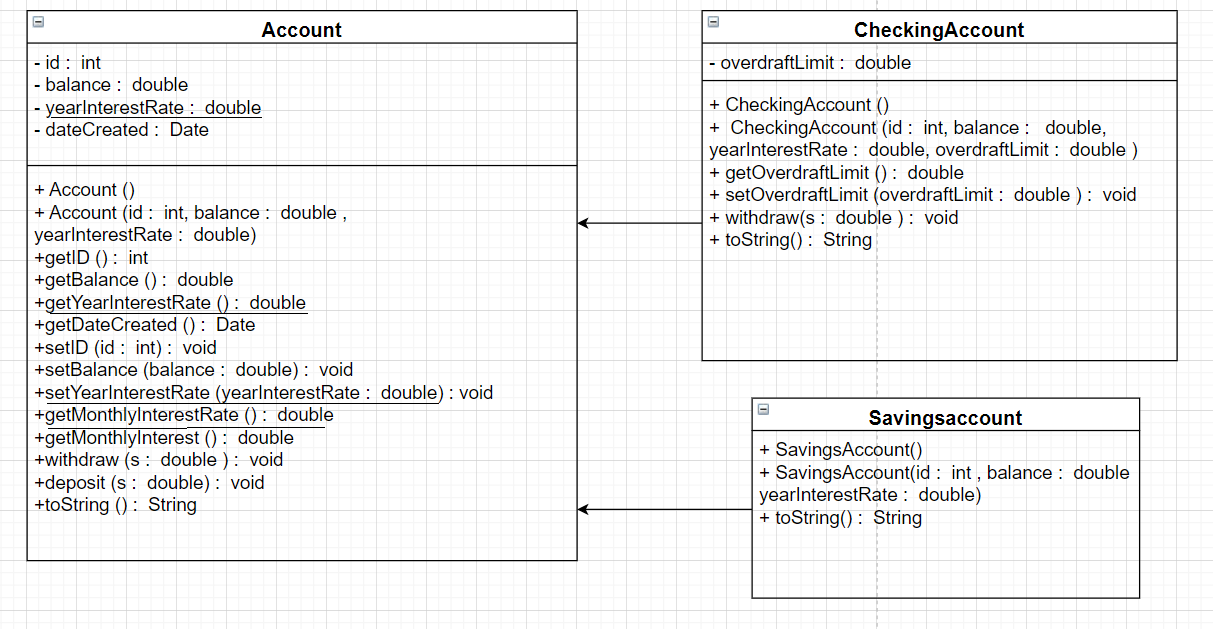 Account
- id : int
- balance : double
- yearInterestRate : double
- dateCreated : Date
+ Account ()
+ Account (id : int, balance : double ,
yearInterestRate : double)
+getID () : int
+getBalance () : double
+getYearInterestRate () : double
+getDateCreated () : Date
+setID (id : int) : void
+setBalance (balance : double) : void
+setYearInterestRate (yearInterestRate : double) : void
+getMonthlyInterestRate () : double
+getMonthlyInterest () : double
+withdraw (s : double ) : void
+deposit (s : double) : void
+toString () : String
CheckingAccount
- overdraftLimit : double
+ CheckingAccount ()
+ CheckingAccount (id : int, balance : double,
yearInterestRate : double, overdraftLimit : double )
+ getOverdraftLimit () : double
+ setOverdraftLimit (overdraftLimit : double ) : void
+ withdraw(s : double ) : void
+ toString() : String
Savingsaccount
+ SavingsAccount()
+ SavingsAccount(id : int , balance : double
yearInterestRate : double)
+ toString() : String